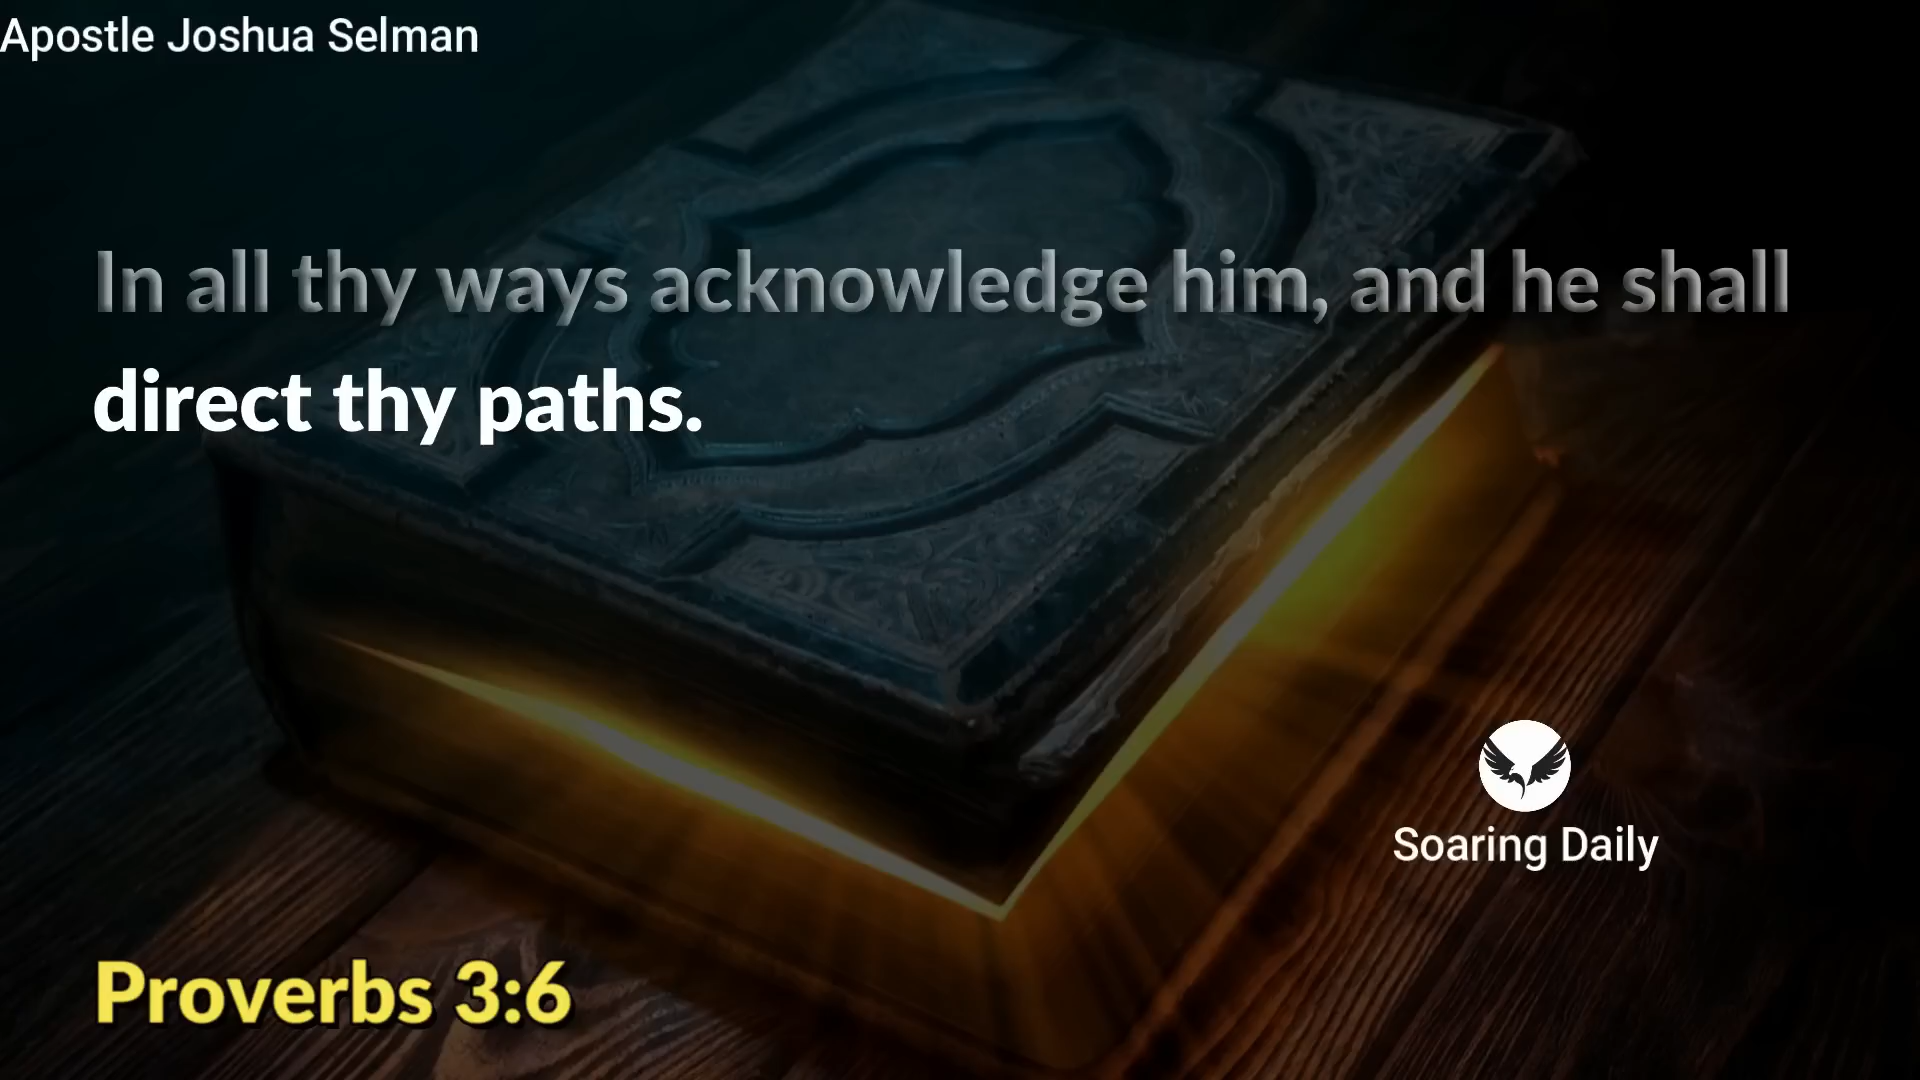 Apostle Joshua Selman
In all thy ways acknowledge him, and he shall
direct thy paths.
Soaring Daily
Proverbs 3:6